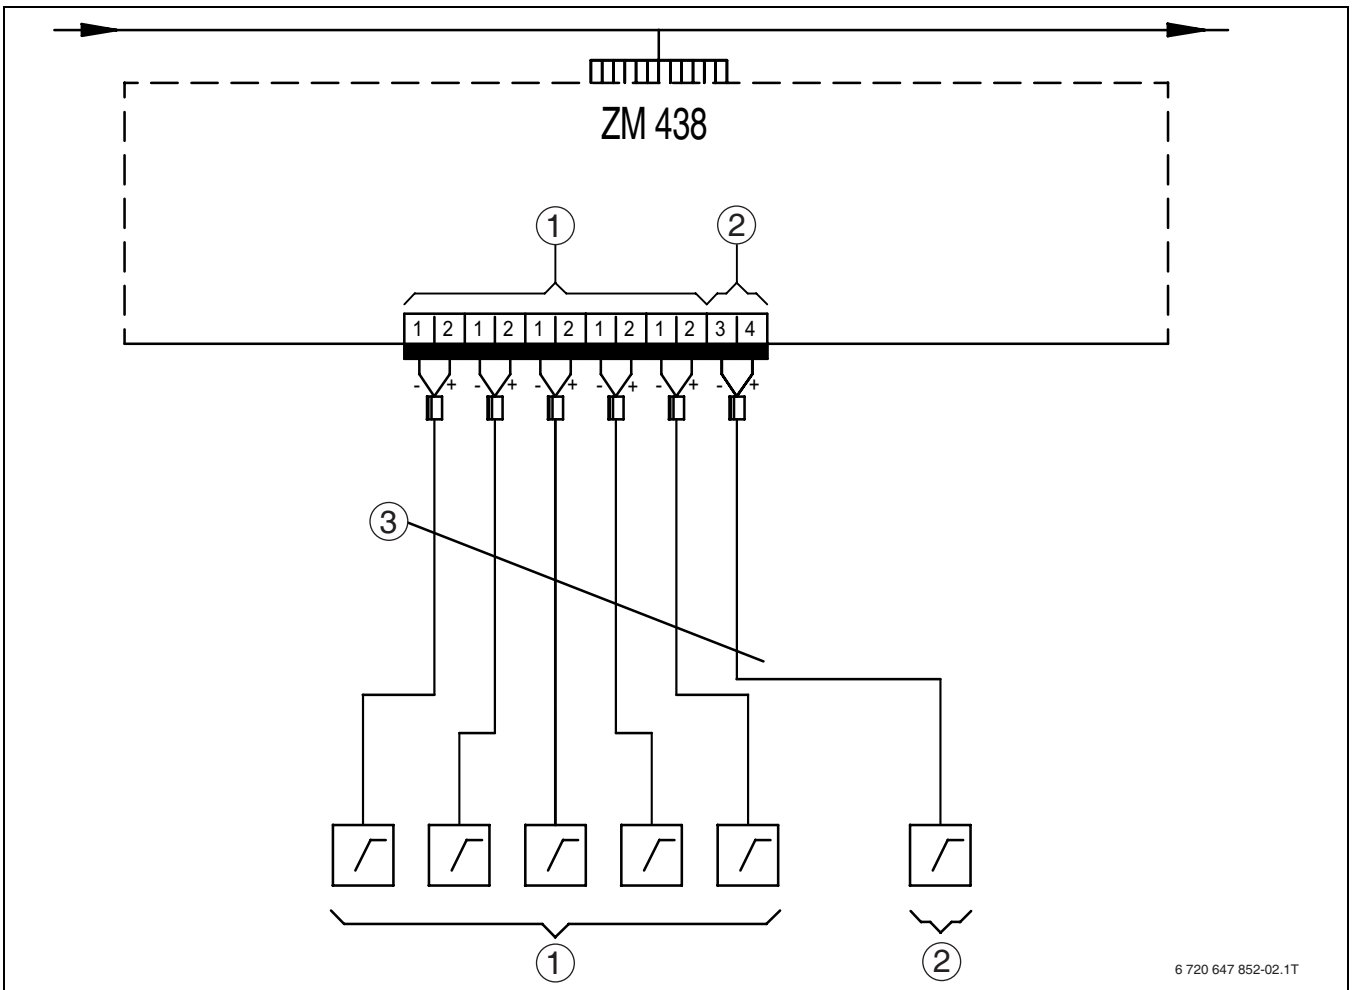 ZM 438
1 2
1 2 1 2 1 2 1 2 1 2 3 4
- + - + - + - + - + - +
3
1 2
6 720 647 852-02.1T